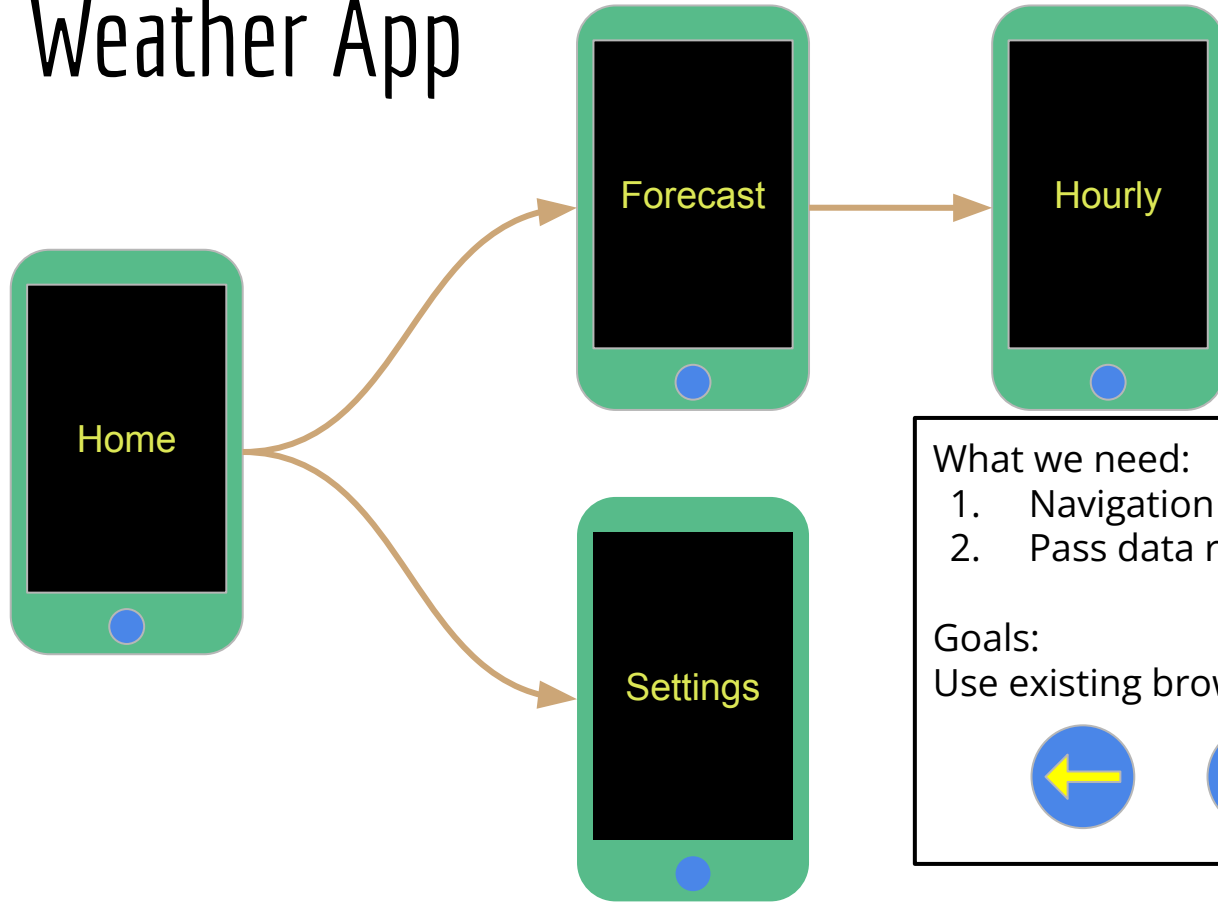 Weather App
Forecast
Hourly
Home
Settings
What we need:
1. Navigation
2. Pass data
Goals:
Use existing